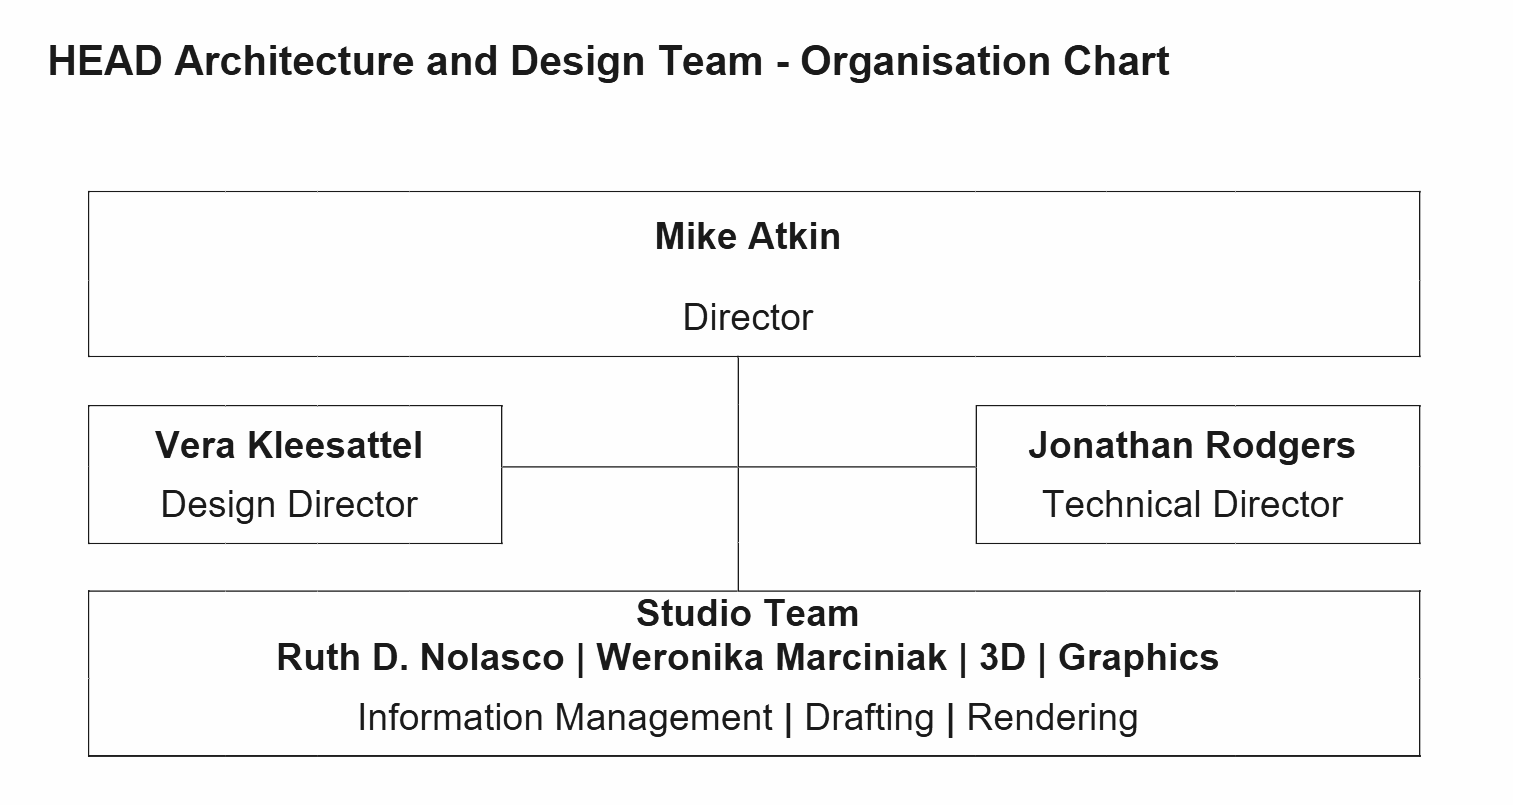 HEAD Architecture and Design Team - Organisation Chart
Mike Atkin
Director
Vera Kleesattel
Design Director
Jonathan Rodgers
Technical Director
Studio Team
Ruth D. Nolasco | Weronika Marciniak | 3D | Graphics
Information Management | Drafting | Rendering